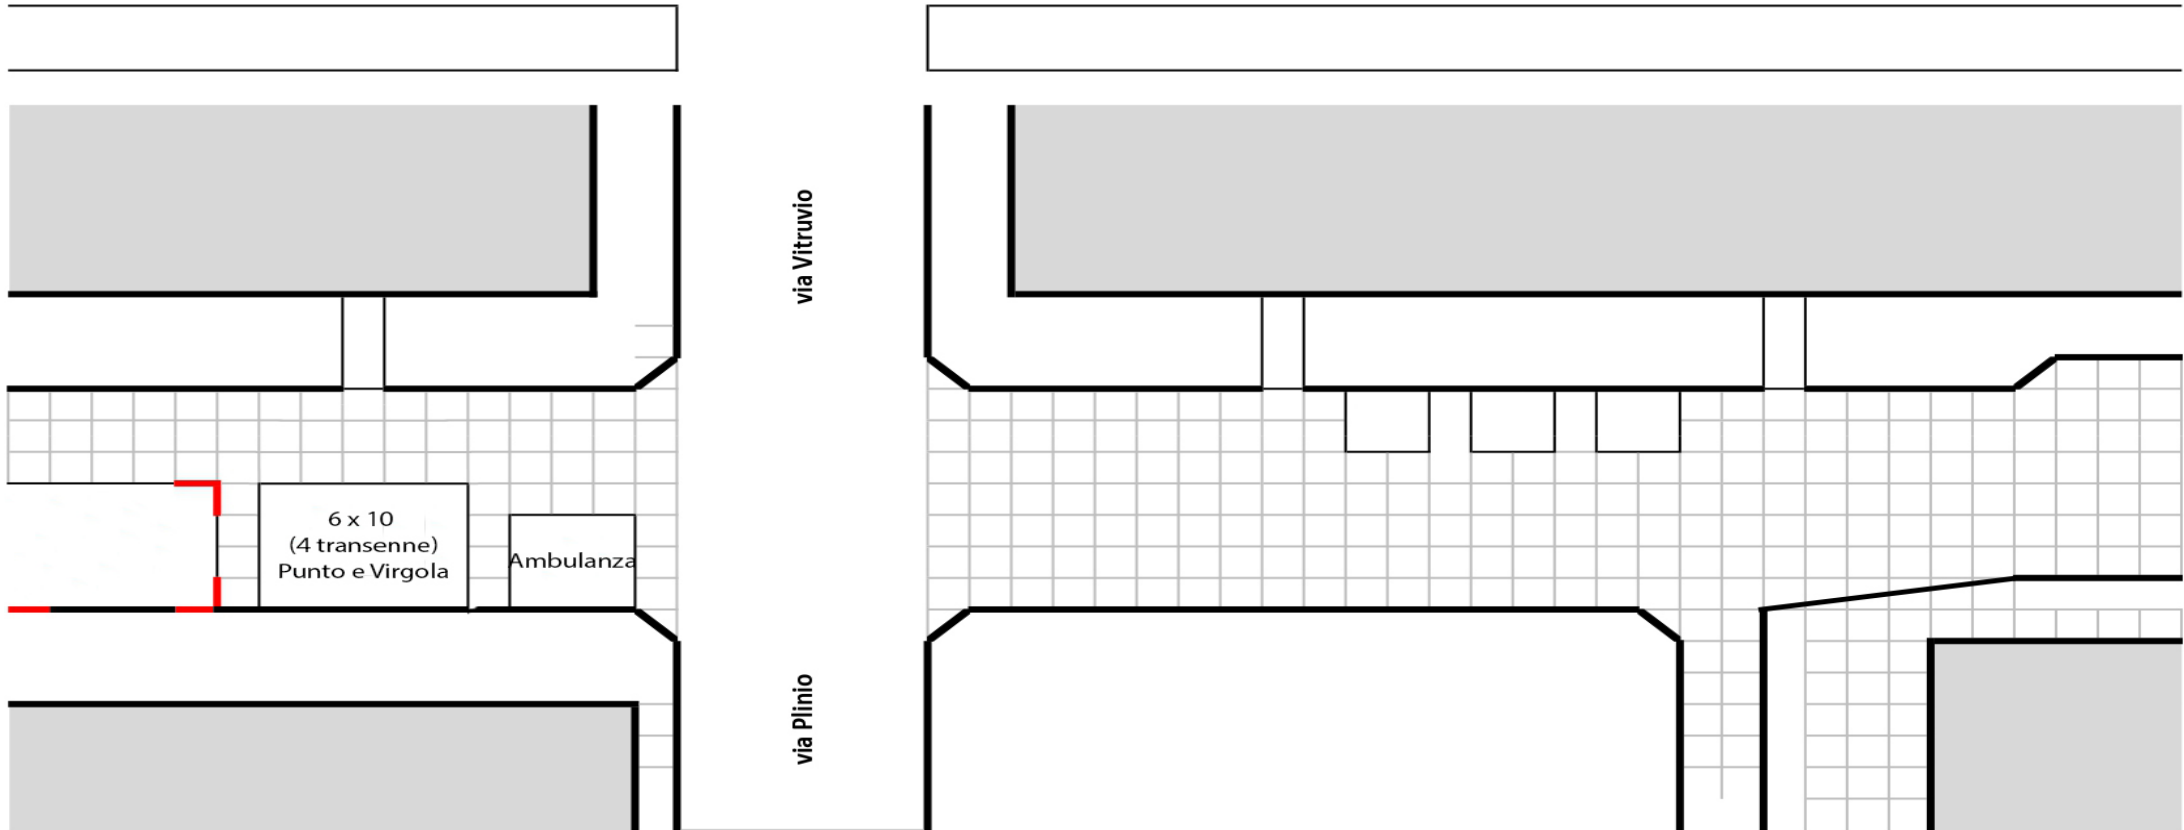 via Vitruvio
6 x 10
(4 transenne)
Punto e Virgola
Ambulanza
via Plinio